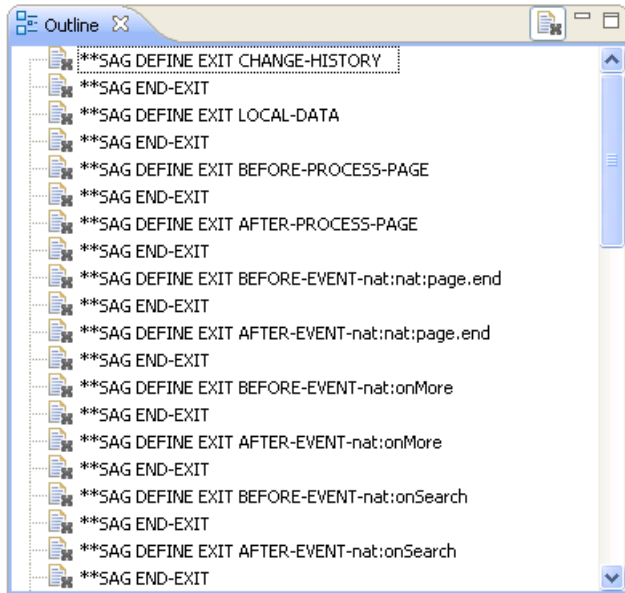 Outline
**SAG DEFINE EXIT CHANGE-HISTORY
**SAG END-EXIT
**SAG DEFINE EXIT LOCAL-DATA
**SAG END-EXIT
**SAG DEFINE EXIT BEFORE-PROCESS-PAGE
**SAG END-EXIT
**SAG DEFINE EXIT AFTER-PROCESS-PAGE
**SAG END-EXIT
**SAG DEFINE EXIT BEFORE-EVENT-nat:nat:page.end
**SAG END-EXIT
**SAG DEFINE EXIT AFTER-EVENT-nat:nat:page.end
**SAG END-EXIT
**SAG DEFINE EXIT BEFORE-EVENT-nat:onMore
**SAG END-EXIT
**SAG DEFINE EXIT AFTER-EVENT-nat:onMore
**SAG END-EXIT
**SAG DEFINE EXIT BEFORE-EVENT-nat:onSearch
**SAG END-EXIT
**SAG DEFINE EXIT AFTER-EVENT-nat:onSearch
**SAG END-EXIT